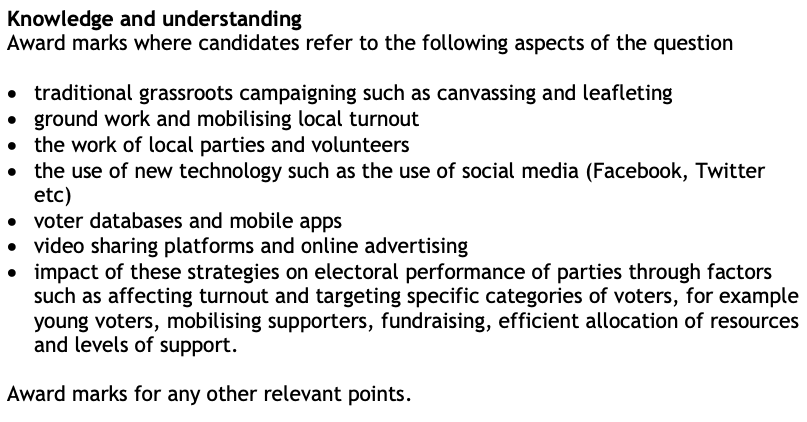 Knowledge and understanding
Award marks where candidates refer to the following aspects of the question
• traditional grassroots campaigning such as canvassing and leafleting
• ground work and mobilising local turnout
• the work of local parties and volunteers
• the use of new technology such as the use of social media (Facebook, Twitter
etc)
• voter databases and mobile apps
• video sharing platforms and online advertising
• impact of these strategies on electoral performance of parties through factors
such as affecting turnout and targeting specific categories of voters, for example
young voters, mobilising supporters, fundraising, efficient allocation of resources
and levels of support.
Award marks for any other relevant points.